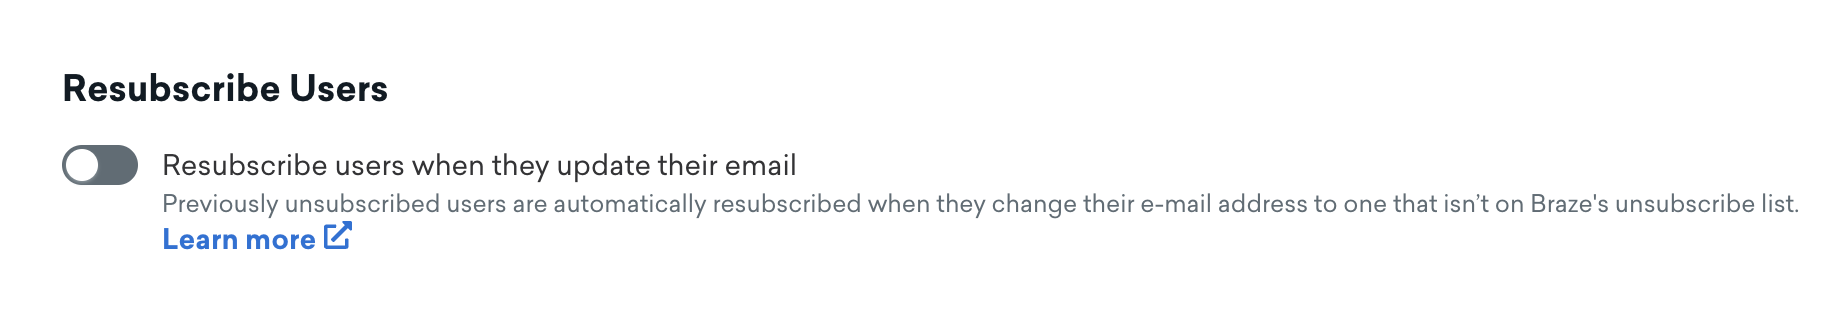 Resubscribe Users
Resubscribe users when they update their email
Previously unsubscribed users are automatically resubscribed when they change their e-mail address to one that isn’t on Braze's unsubscribe list.
Learn more